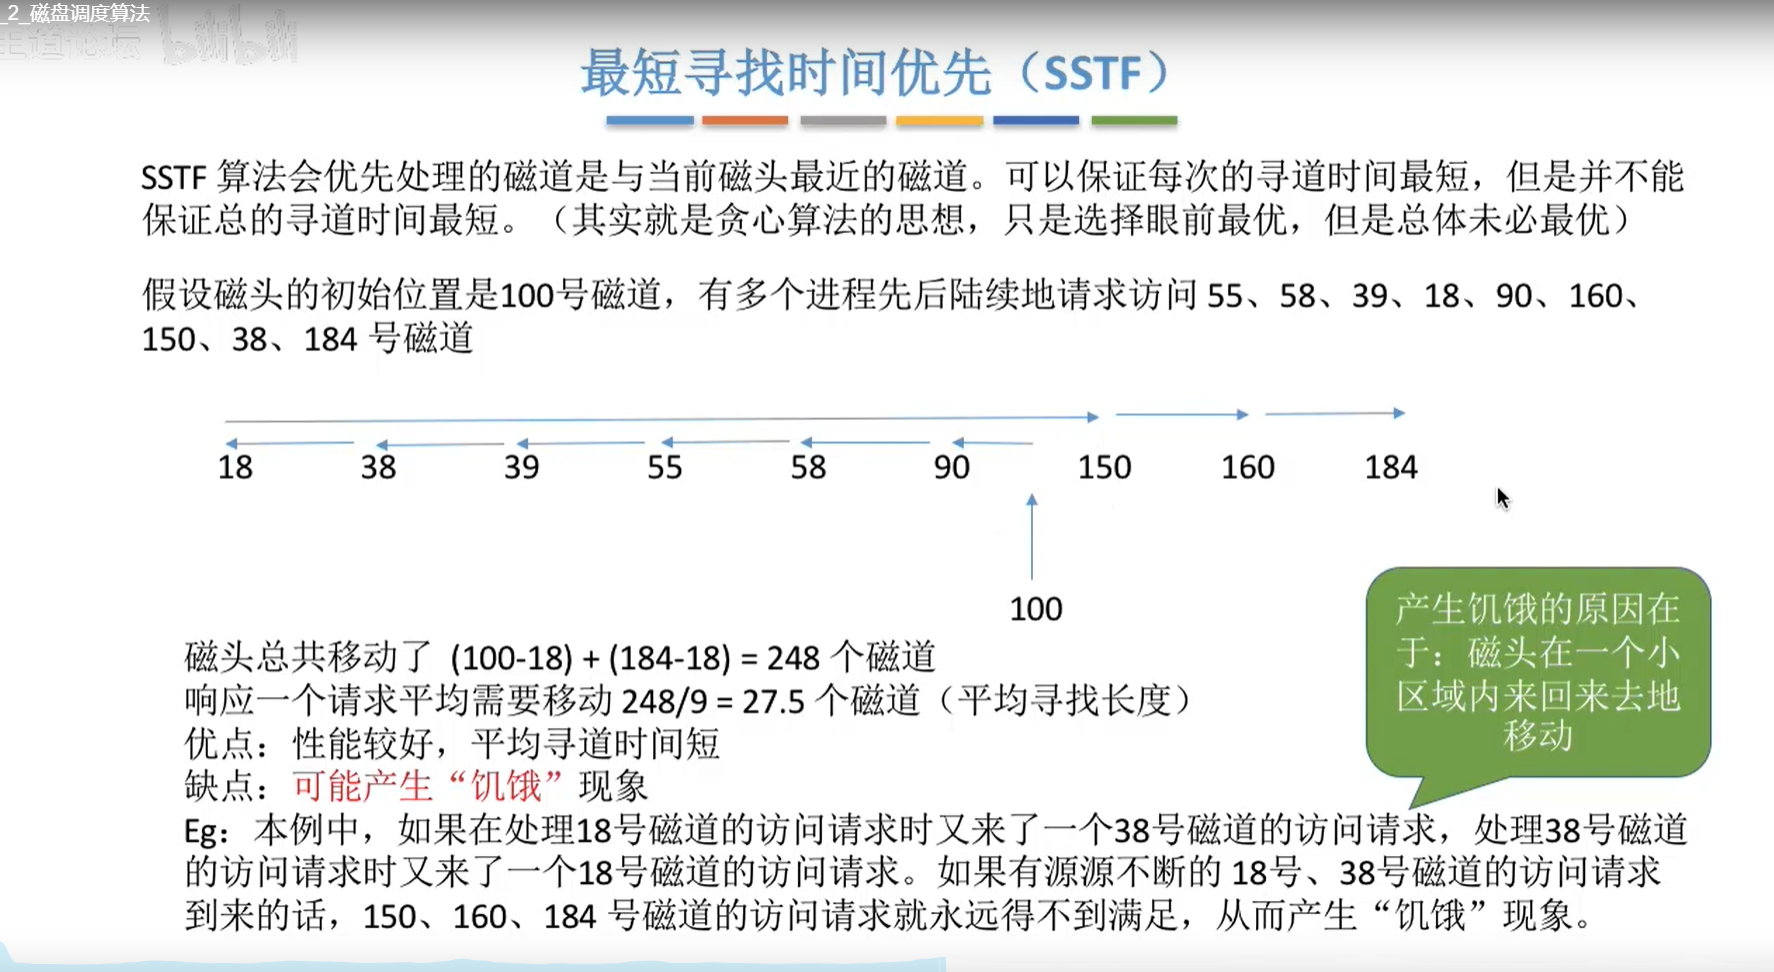 _2_磁盘调度算法
王道论坛 bilibili
最短寻找时间优先（SSTF）
SSTF 算法会优先处理的磁道是与当前磁头最近的磁道。可以保证每次的寻道时间最短，但是并不能
保证总的寻道时间最短。（其实就是贪心算法的思想，只是选择眼前最优，但是总体未必最优）
假设磁头的初始位置是100号磁道，有多个进程先后陆续地请求访问 55、58、39、18、90、160、
150、38、184 号磁道
18 38 39 55 58 90 150 160 184
100
磁头总共移动了 (100-18) + (184-18) = 248 个磁道
响应一个请求平均需要移动 248/9 = 27.5 个磁道（平均寻找长度）
优点：性能较好，平均寻道时间短
缺点：可能产生“饥饿”现象
Eg：本例中，如果在处理18号磁道的访问请求时又来了一个38号磁道的访问请求，处理38号磁道
的访问请求时又来了一个18号磁道的访问请求。如果有源源不断的 18号、38号磁道的访问请求
到来的话，150、160、184 号磁道的访问请求就永远得不到满足，从而产生“饥饿”现象。
产生饥饿的原因在
于：磁头在一个小
区域内来回来去地
移动